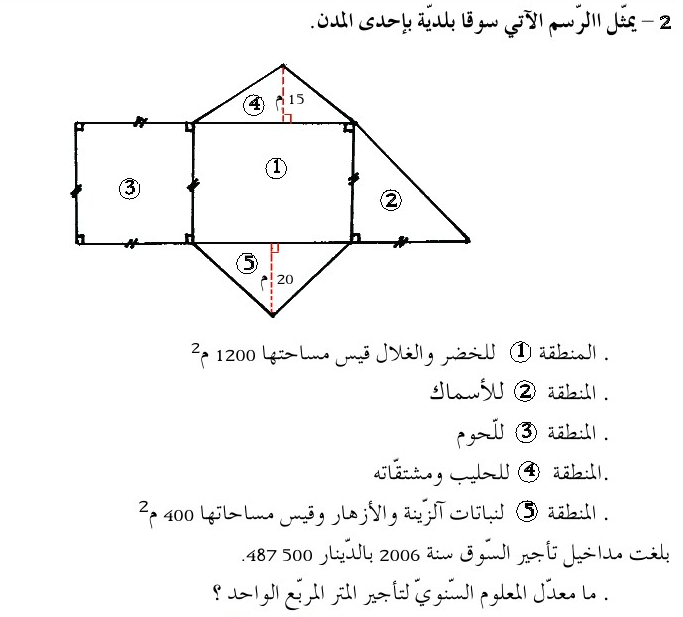 2 – يمثّل االرّسم الآتي سوقا بلديّة بإحدى المدن.
④ 15 م
③ ① ②
⑤ 20 م
. المنطقة ① للخضر والغلال قيس مساحتها 1200 م²
. المنطقة ② للأسماك
. المنطقة ③ للّحوم
.المنطقة ④ للحليب ومشتقّاته
. المنطقة ⑤ لنباتات آلزّينة والأزهار وقيس مساحاتها 400 م²
بلغت مداخيل تأجير السّوق سنة 2006 بالدّينار 500 487.
. ما معدّل المعلوم السّنويّ لتأجير المتر المربّع الواحد ؟